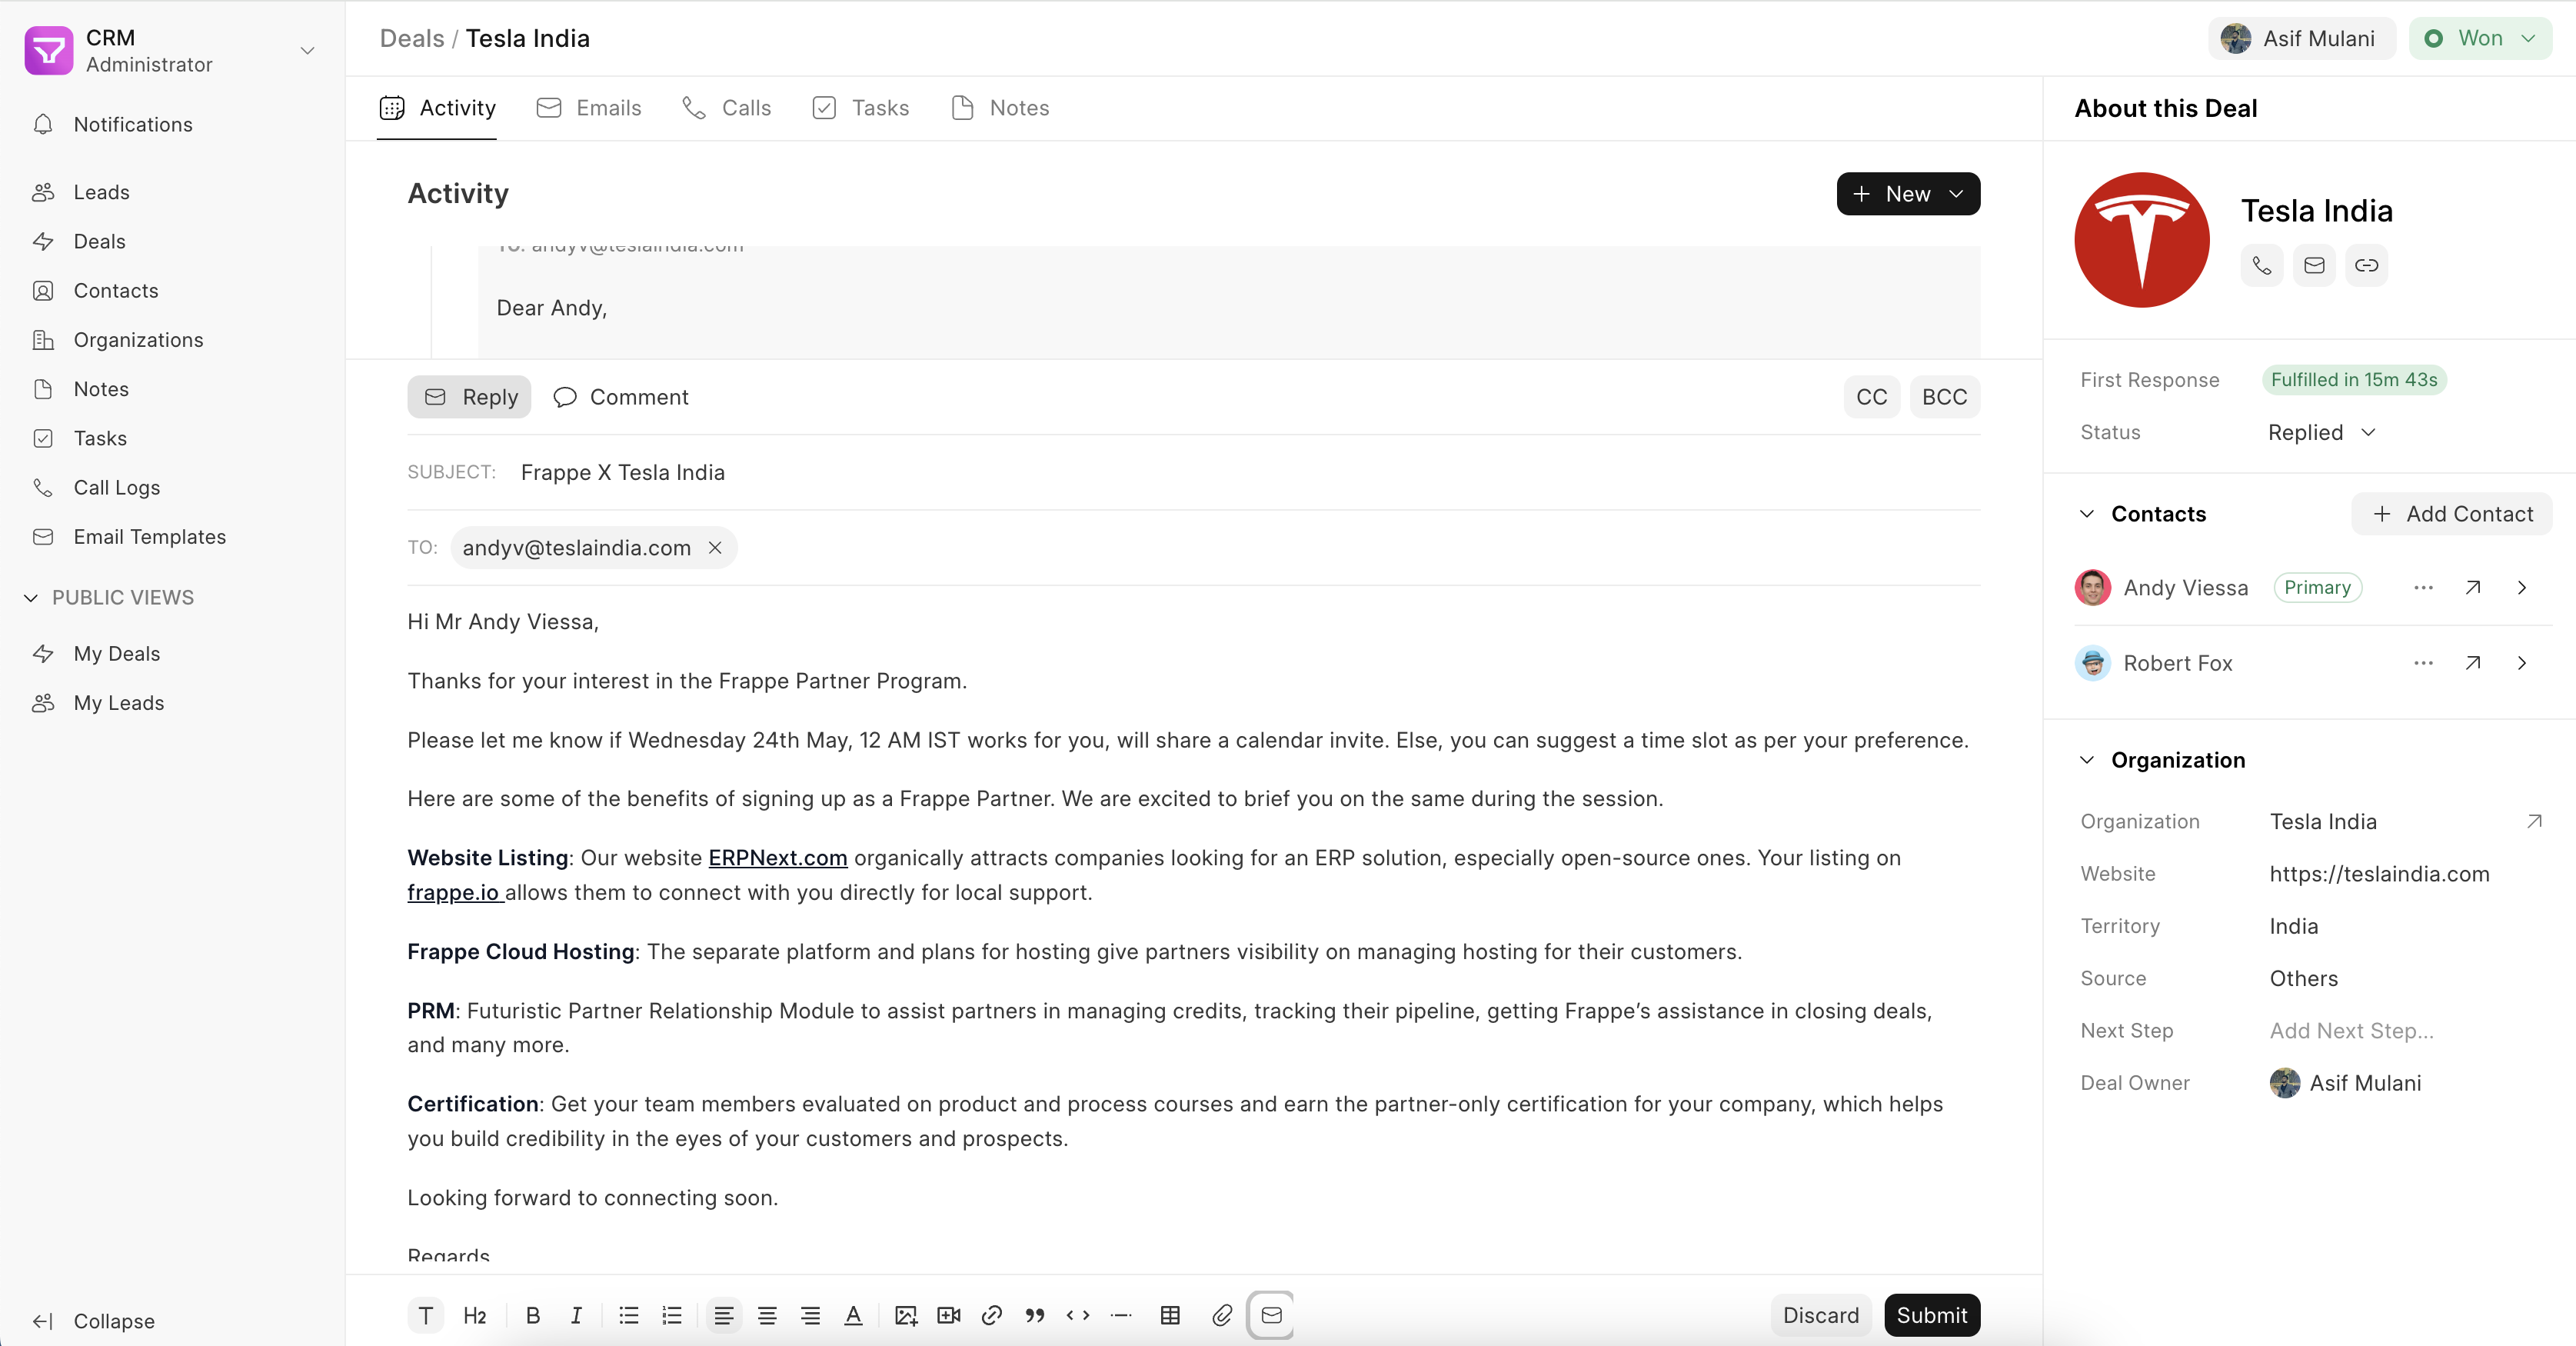 CRM
Administrator
Notifications
Leads
Deals
Contacts
Organizations
Notes
Tasks
Call Logs
Email Templates
PUBLIC VIEWS
My Deals
My Leads
Collapse
Deals / Tesla India
Asif Mulani
Won
Activity
Emails
Calls
Tasks
Notes
Activity
New
TO: andyv@teslaindia.com
Dear Andy,
Reply
Comment
CC
BCC
SUBJECT: Frappe X Tesla India
TO: andyv@teslaindia.com
Hi Mr Andy Viessa,
Thanks for your interest in the Frappe Partner Program.
Please let me know if Wednesday 24th May, 12 AM IST works for you, will share a calendar invite. Else, you can suggest a time slot as per your preference.
Here are some of the benefits of signing up as a Frappe Partner. We are excited to brief you on the same during the session.
Website Listing: Our website ERPNext.com organically attracts companies looking for an ERP solution, especially open-source ones. Your listing on
frappe.io allows them to connect with you directly for local support.
Frappe Cloud Hosting: The separate platform and plans for hosting give partners visibility on managing hosting for their customers.
PRM: Futuristic Partner Relationship Module to assist partners in managing credits, tracking their pipeline, getting Frappe’s assistance in closing deals,
and many more.
Certification: Get your team members evaluated on product and process courses and earn the partner-only certification for your company, which helps
you build credibility in the eyes of your customers and prospects.
Looking forward to connecting soon.
Regards
T
H2
B
I
A
Discard
Submit
About this Deal
Tesla India
First Response Fulfilled in 15m 43s
Status Replied
Contacts
Add Contact
Andy Viessa Primary
Robert Fox
Organization
Organization Tesla India
Website https://teslaindia.com
Territory India
Source Others
Next Step Add Next Step...
Deal Owner Asif Mulani